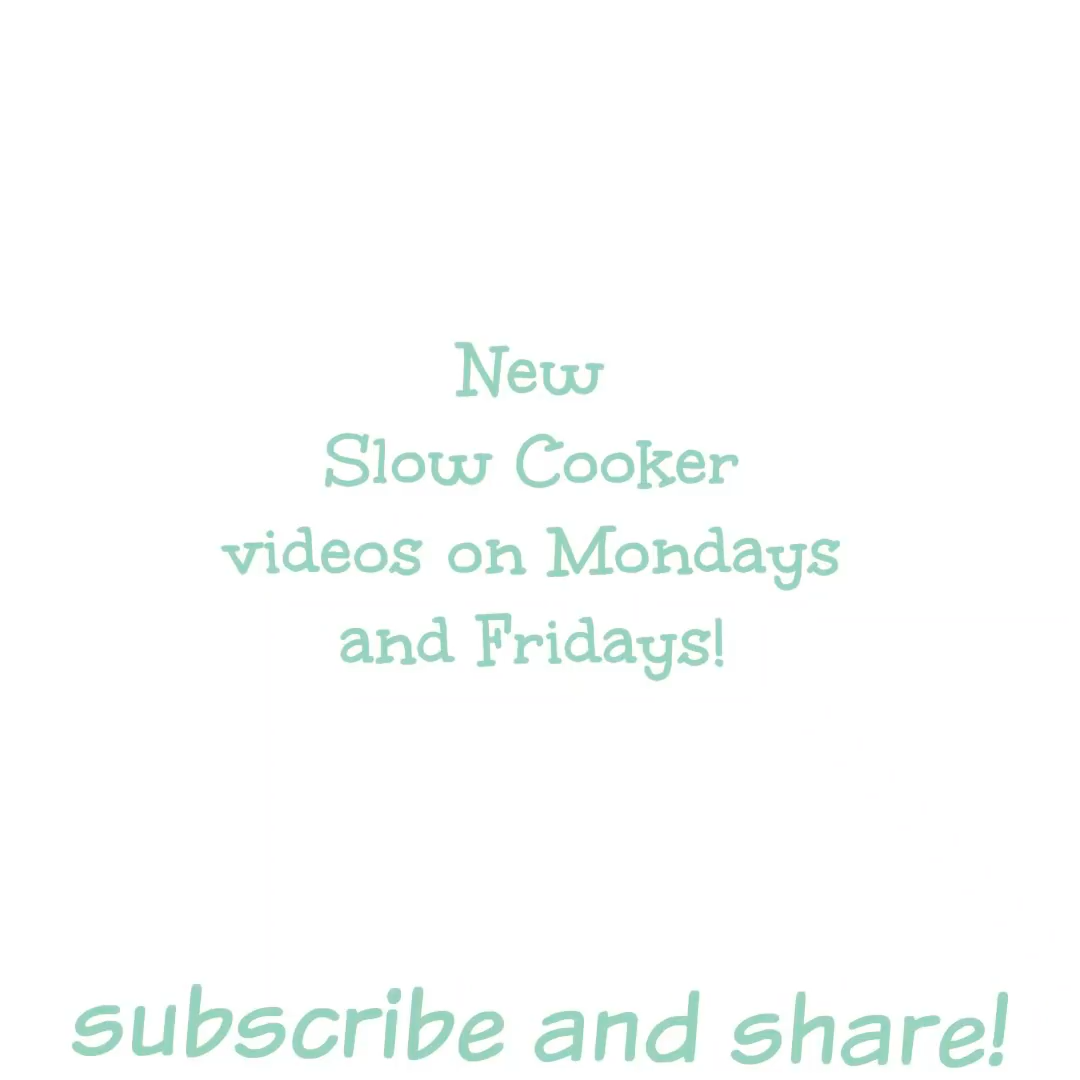 New
Slow Cooker
videos on Mondays
and Fridays!
subscribe and share!